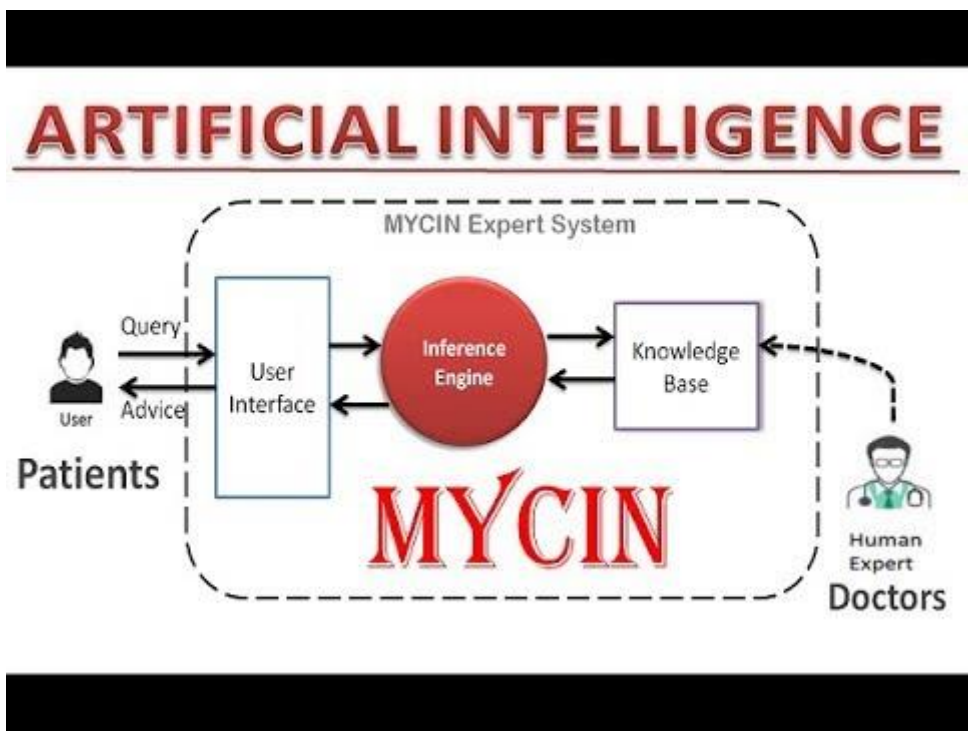 ARTIFICIAL INTELLIGENCE
MYCIN Expert System
Query
Advice
User
Patients
User
Interface
Inference
Engine
Knowledge
Base
MYCIN
Human
Expert
Doctors